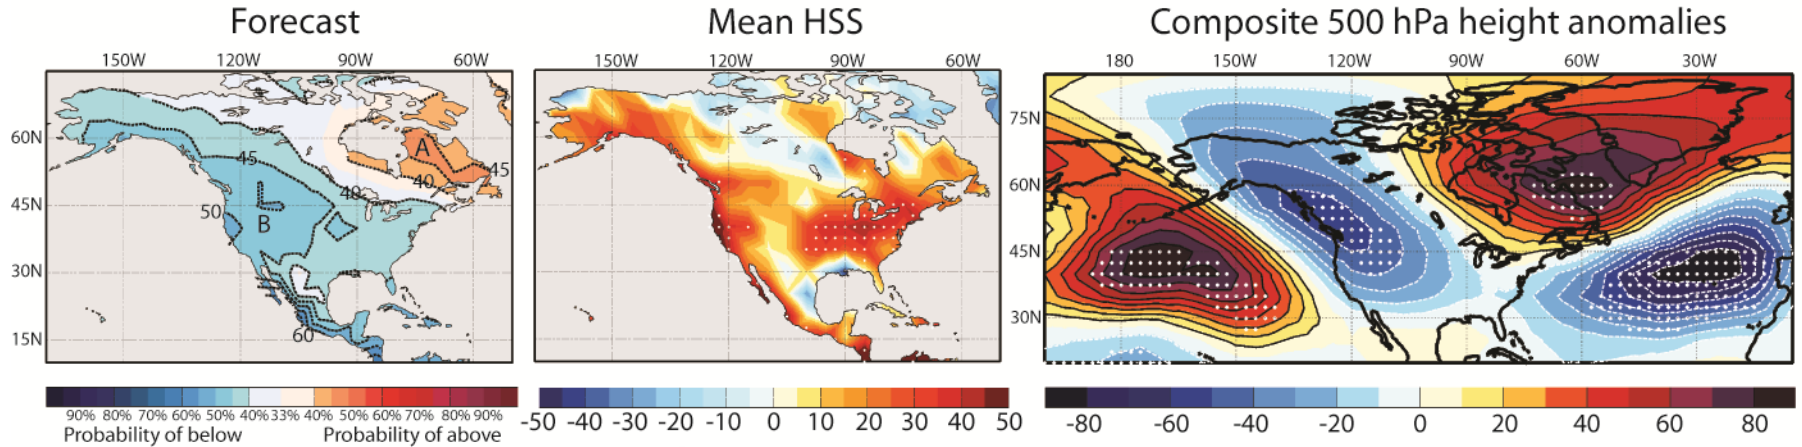 Forecast
Mean HSS
Composite 500 hPa height anomalies
150W 120W 90W 60W
150W 120W 90W 60W
180 150W 120W 90W 60W 30W
60N
45N
30N
15N
A
45
45
40
40
50
B
60
75N
60N
45N
30N
90% 80% 70% 60% 50% 40% 33% 40% 50% 60% 70% 80% 90%
Probability of below Probability of above
-50 -40 -30 -20 -10 0 10 20 30 40 50
-80 -60 -40 -20 0 20 40 60 80